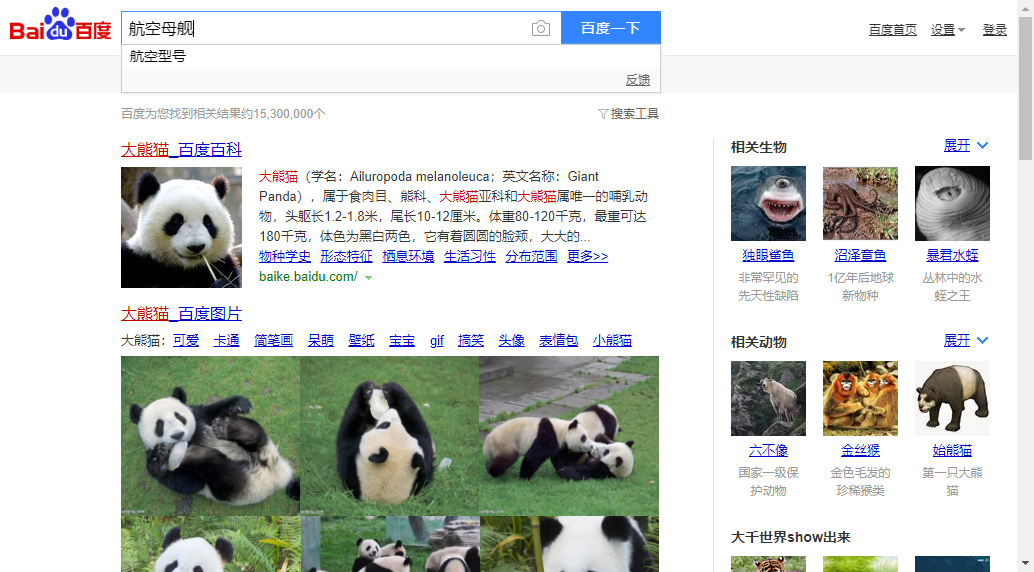 Bai du 百度
航空母舰
百度一下
百度首页 设置 登录
航空型号
反馈
百度为您找到相关结果约15,300,000个
搜索工具
大熊猫_百度百科
大熊猫（学名：Ailuropoda melanoleuca；英文名称：Giant
Panda），属于食肉目、熊科、大熊猫亚科和大熊猫属唯一的哺乳动
物，头躯长1.2-1.8米，尾长10-12厘米。体重80-120千克，最重可达
180千克，体色为黑白两色，它有着圆圆的脸颊，大大的...
物种学史 形态特征 栖息环境 生活习性 分布范围 更多>>
baike.baidu.com/
大熊猫_百度图片
大熊猫： 可爱 卡通 简笔画 呆萌 壁纸 宝宝 gif 搞笑 头像 表情包 小熊猫
相关生物 展开
独眼鲨鱼 沼泽章鱼 暴君水蛭
非常罕见的 1亿年后地球 丛林中的水
先天性缺陷 新物种 蛭之王
相关动物 展开
六不像 金丝猴 始熊猫
国家一级保 金色毛发的 第一只大熊
护动物 珍稀猴类 猫
大千世界show出来